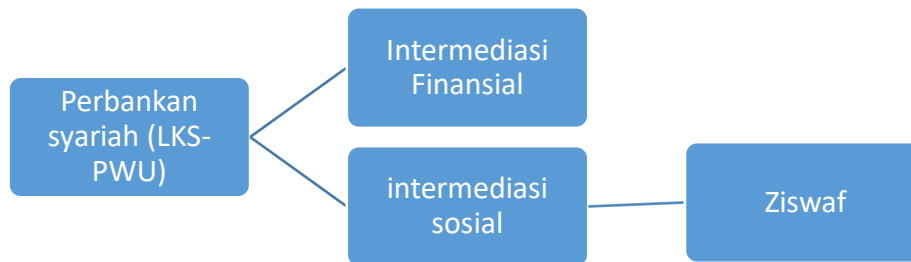 Perbankan
syariah (LKS-
PWU)
Intermediasi
Finansial
intermediasi
sosial
Ziswaf